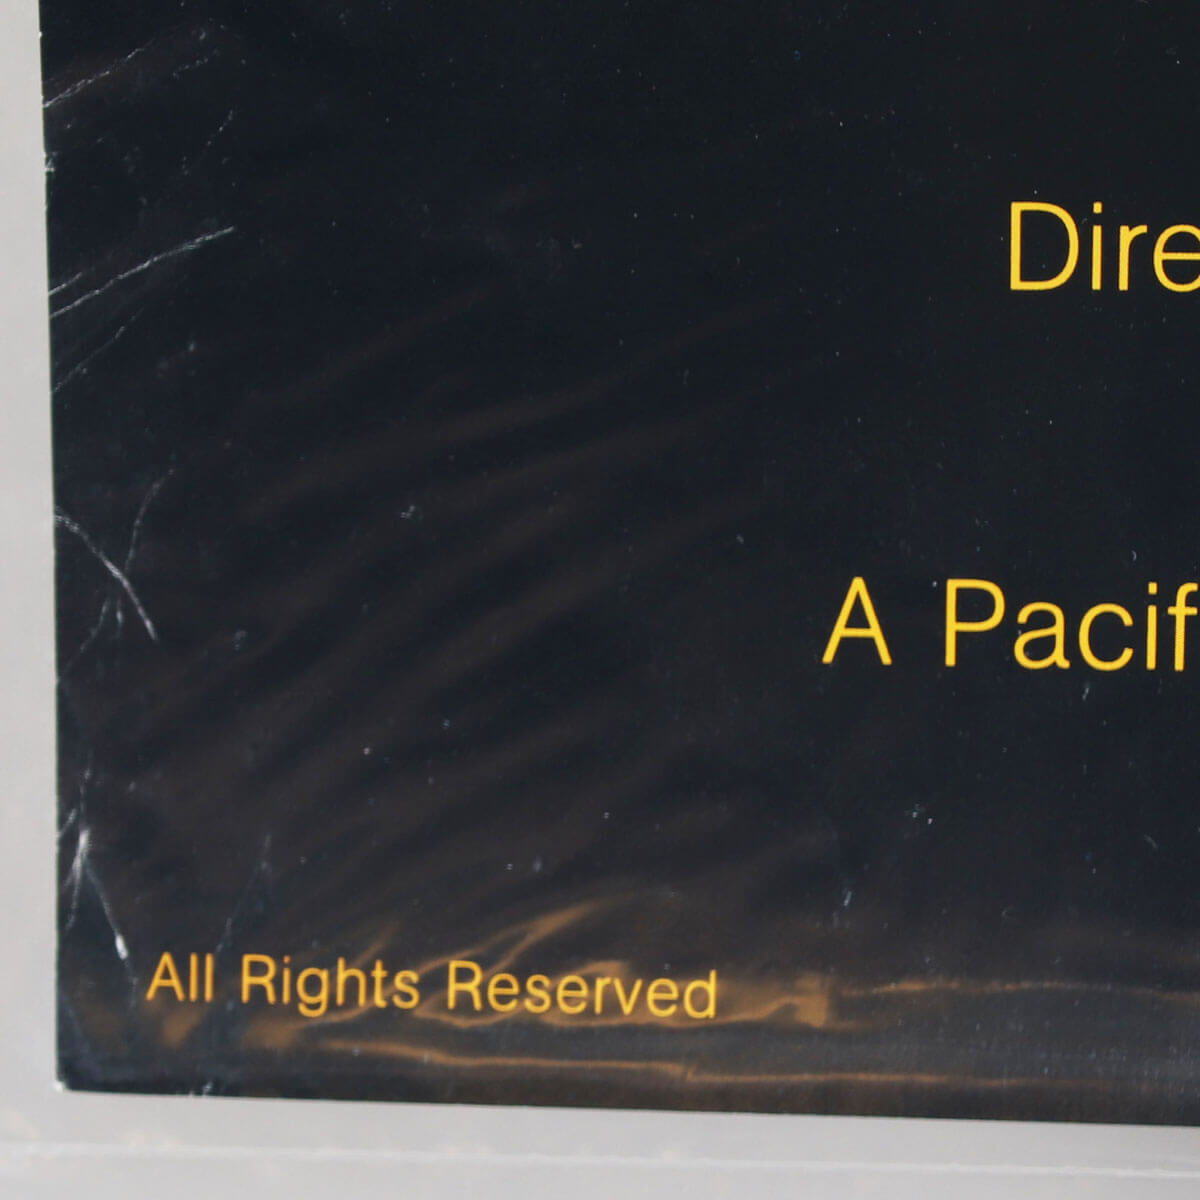 Dire
A Pacif
All Rights Reserved